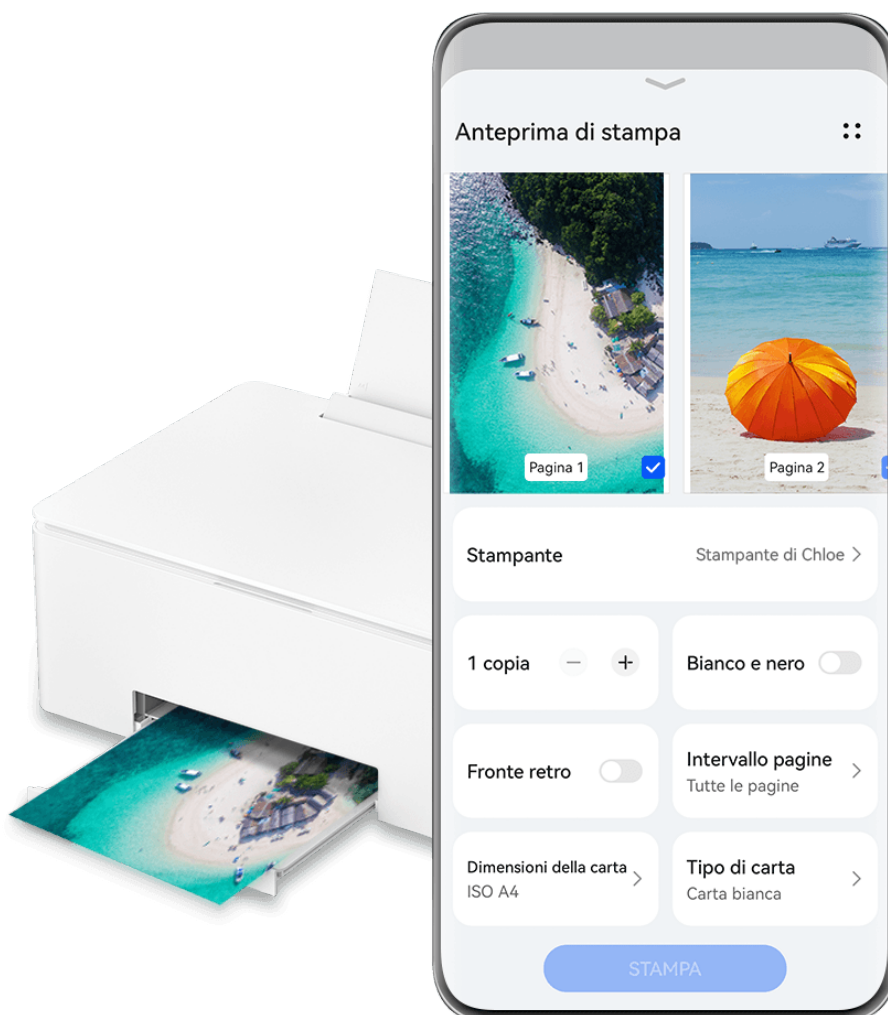 Anteprima di stampa
Pagina 1
Pagina 2
Stampante
Stampante di Chloe
1 copia
Bianco e nero
Fronte retro
Intervallo pagine
Tutte le pagine
Dimensioni della carta
ISO A4
Tipo di carta
Carta bianca
STAMPA